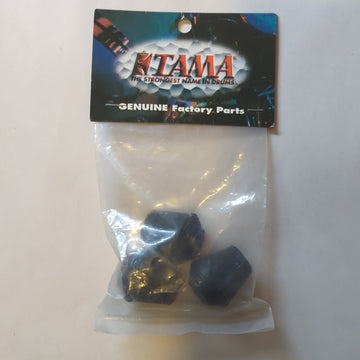 TAMA
THE STRONGEST NAME IN DRUMS
GENUINE Factory Parts